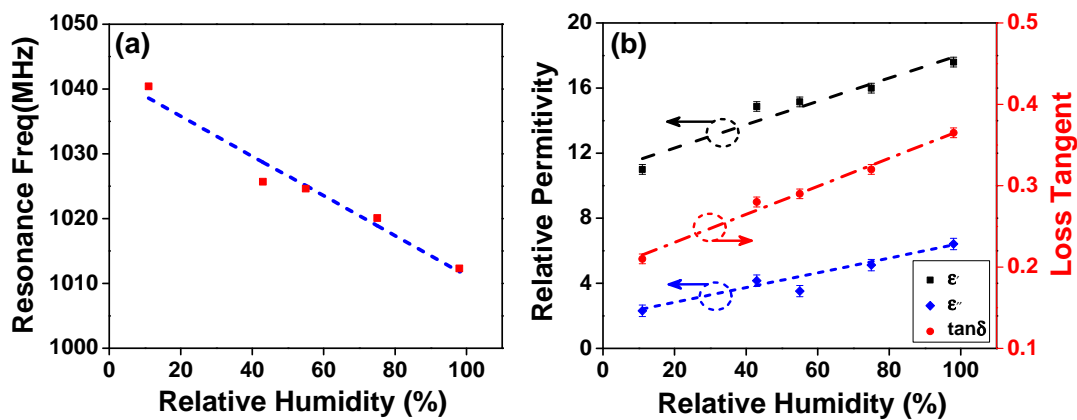 (a)
Resonance Freq(MHz)
1050
1040
1030
1020
1010
1000
0 20 40 60 80 100
Relative Humidity (%)
(b)
Relative Permitivity
20
16
12
8
4
0
0 20 40 60 80 100
Relative Humidity (%)
0.5
0.4
0.3
0.2
0.1
Loss Tangent
ε'
ε''
tanδ